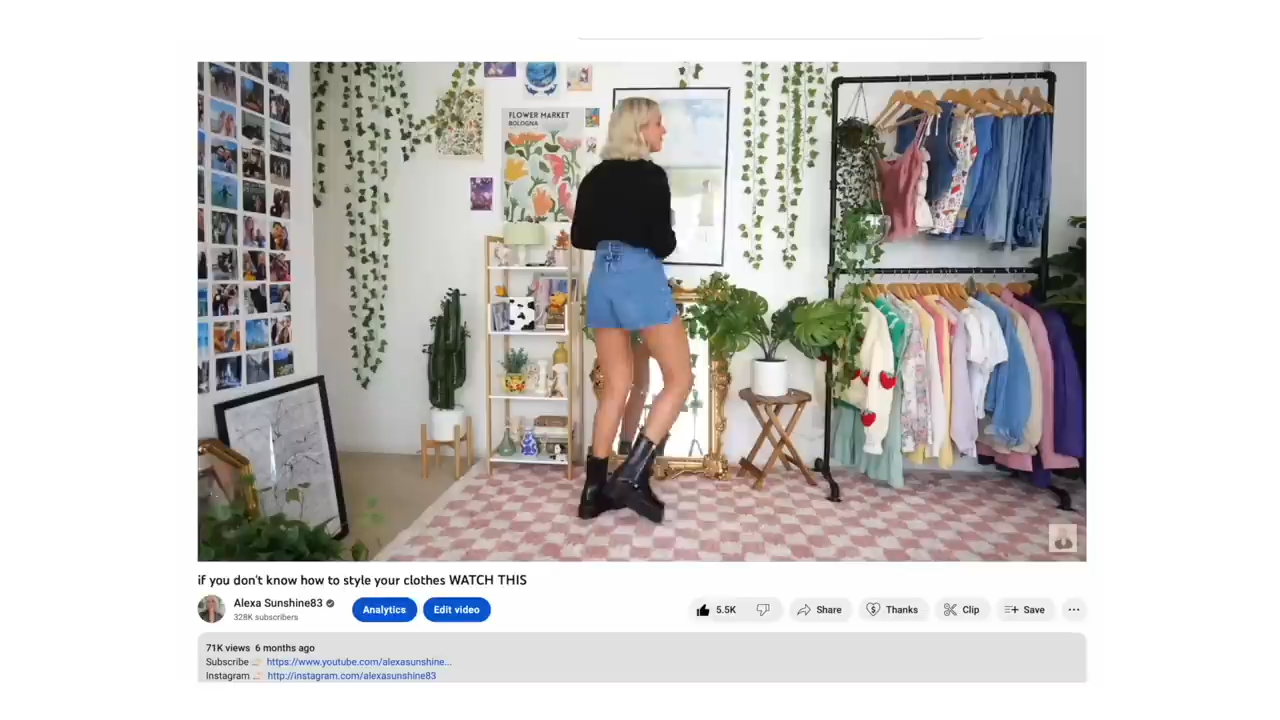 FLOWER MARKET
BOLOGNA
if you don't know how to style your clothes WATCH THIS
Alexa Sunshine83
328K subscribers
Analytics
Edit video
5.5K
Share
Thanks
Clip
Save
71K views 6 months ago
Subscribe https://www.youtube.com/alexasunshine...
Instagram http://instagram.com/alexasunshine83